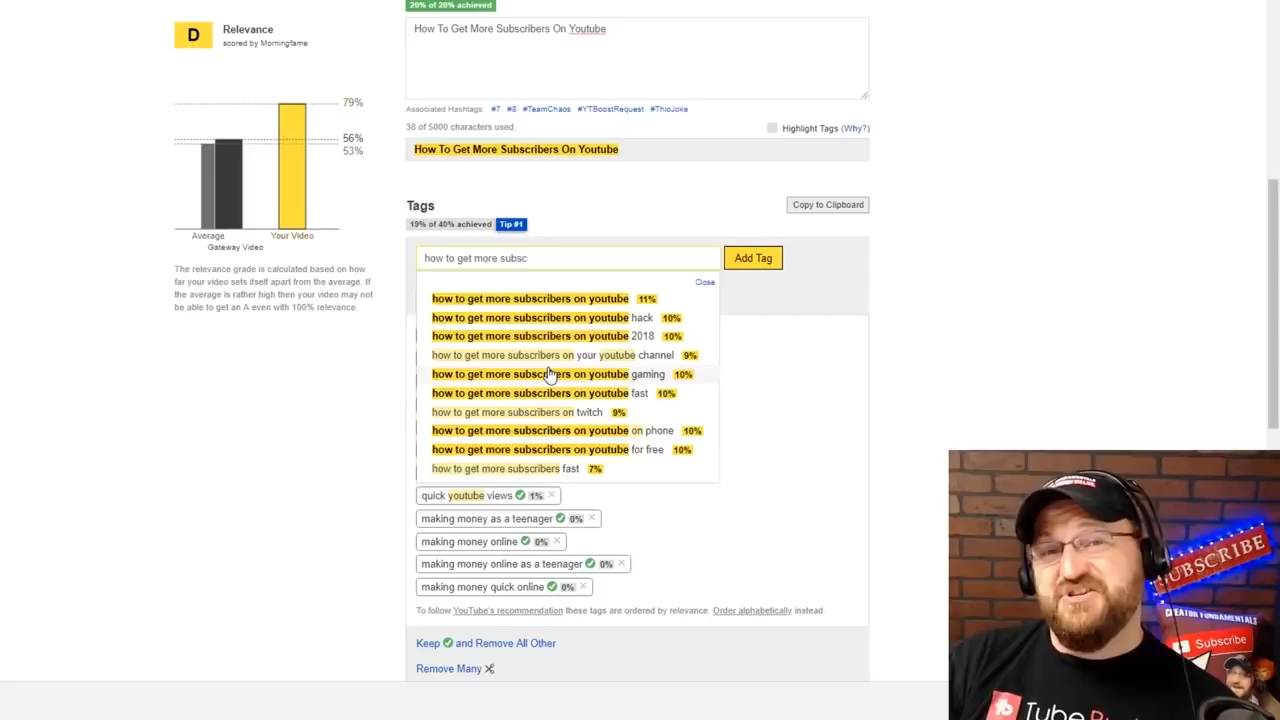 20% of 20% achieved
D
Relevance
scored by Morningfame
How To Get More Subscribers On Youtube
Associated Hashtags: #7 #8 #TeamChaos #YTBoostRequest #ThioJoke
38 of 5000 characters used.
Highlight Tags (Why?)
How To Get More Subscribers On Youtube
79%
56%
53%
Average
Your Video
Gateway Video
The relevance grade is calculated based on how
far your video sets itself apart from the average. If
the average is rather high then your video may not
be able to get an A even with 100% relevance.
Tags
Copy to Clipboard
19% of 40% achieved Tip #1
how to get more subsc
Add Tag
Close
how to get more subscribers on youtube 11%
how to get more subscribers on youtube hack 10%
how to get more subscribers on youtube 2018 10%
how to get more subscribers on your youtube channel 9%
how to get more subscribers on youtube gaming 10%
how to get more subscribers on youtube fast 10%
how to get more subscribers on twitch 9%
how to get more subscribers on youtube on phone 10%
how to get more subscribers on youtube for free 10%
how to get more subscribers fast 7%
quick youtube views 1%
making money as a teenager 0%
making money online 0%
making money online as a teenager 0%
making money quick online 0%
To follow YouTube's recommendation these tags are ordered by relevance. Order alphabetically instead.
Keep and Remove All Other
Remove Many
SUBSCRIBE
CREATOR FUNDAMENTALS
Subscribe
Tube